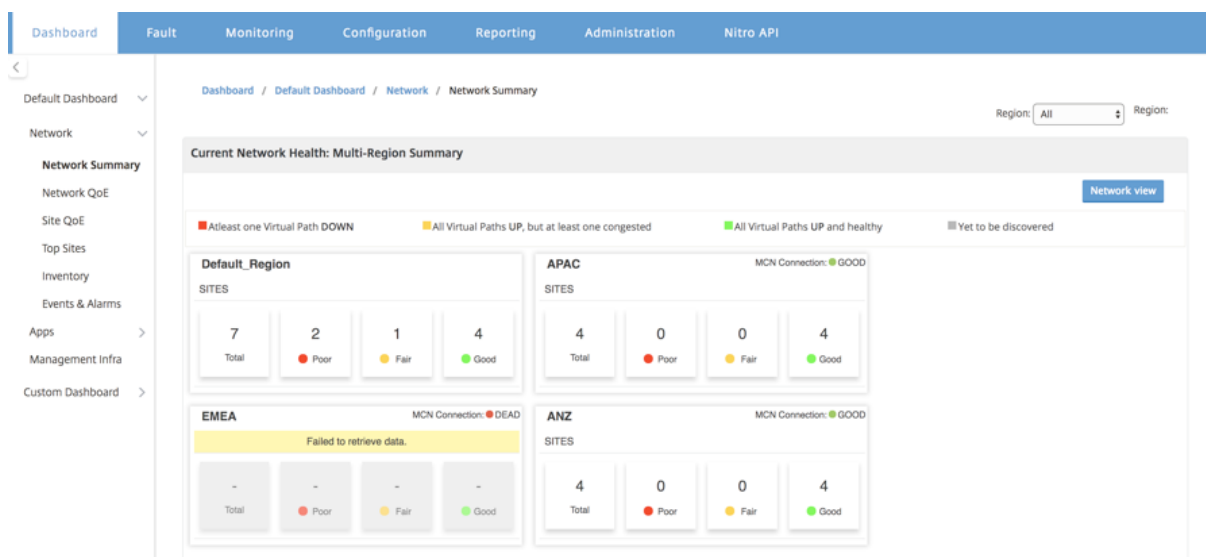 Dashboard Fault Monitoring Configuration Reporting Administration Nitro API
Default Dashboard
Network
Network Summary
Network QoE
Site QoE
Top Sites
Inventory
Events & Alarms
Apps
Management Infra
Custom Dashboard
Dashboard / Default Dashboard / Network / Network Summary
Region: All Region:
Current Network Health: Multi-Region Summary
Network view
Atleast one Virtual Path DOWN All Virtual Paths UP, but at least one congested All Virtual Paths UP and healthy Yet to be discovered
Default_Region
SITES
7 2 1 4
Total Poor Fair Good
APAC MCN Connection: GOOD
SITES
4 0 0 4
Total Poor Fair Good
EMEA MCN Connection: DEAD
Failed to retrieve data.
- - - -
Total Poor Fair Good
ANZ MCN Connection: GOOD
SITES
4 0 0 4
Total Poor Fair Good